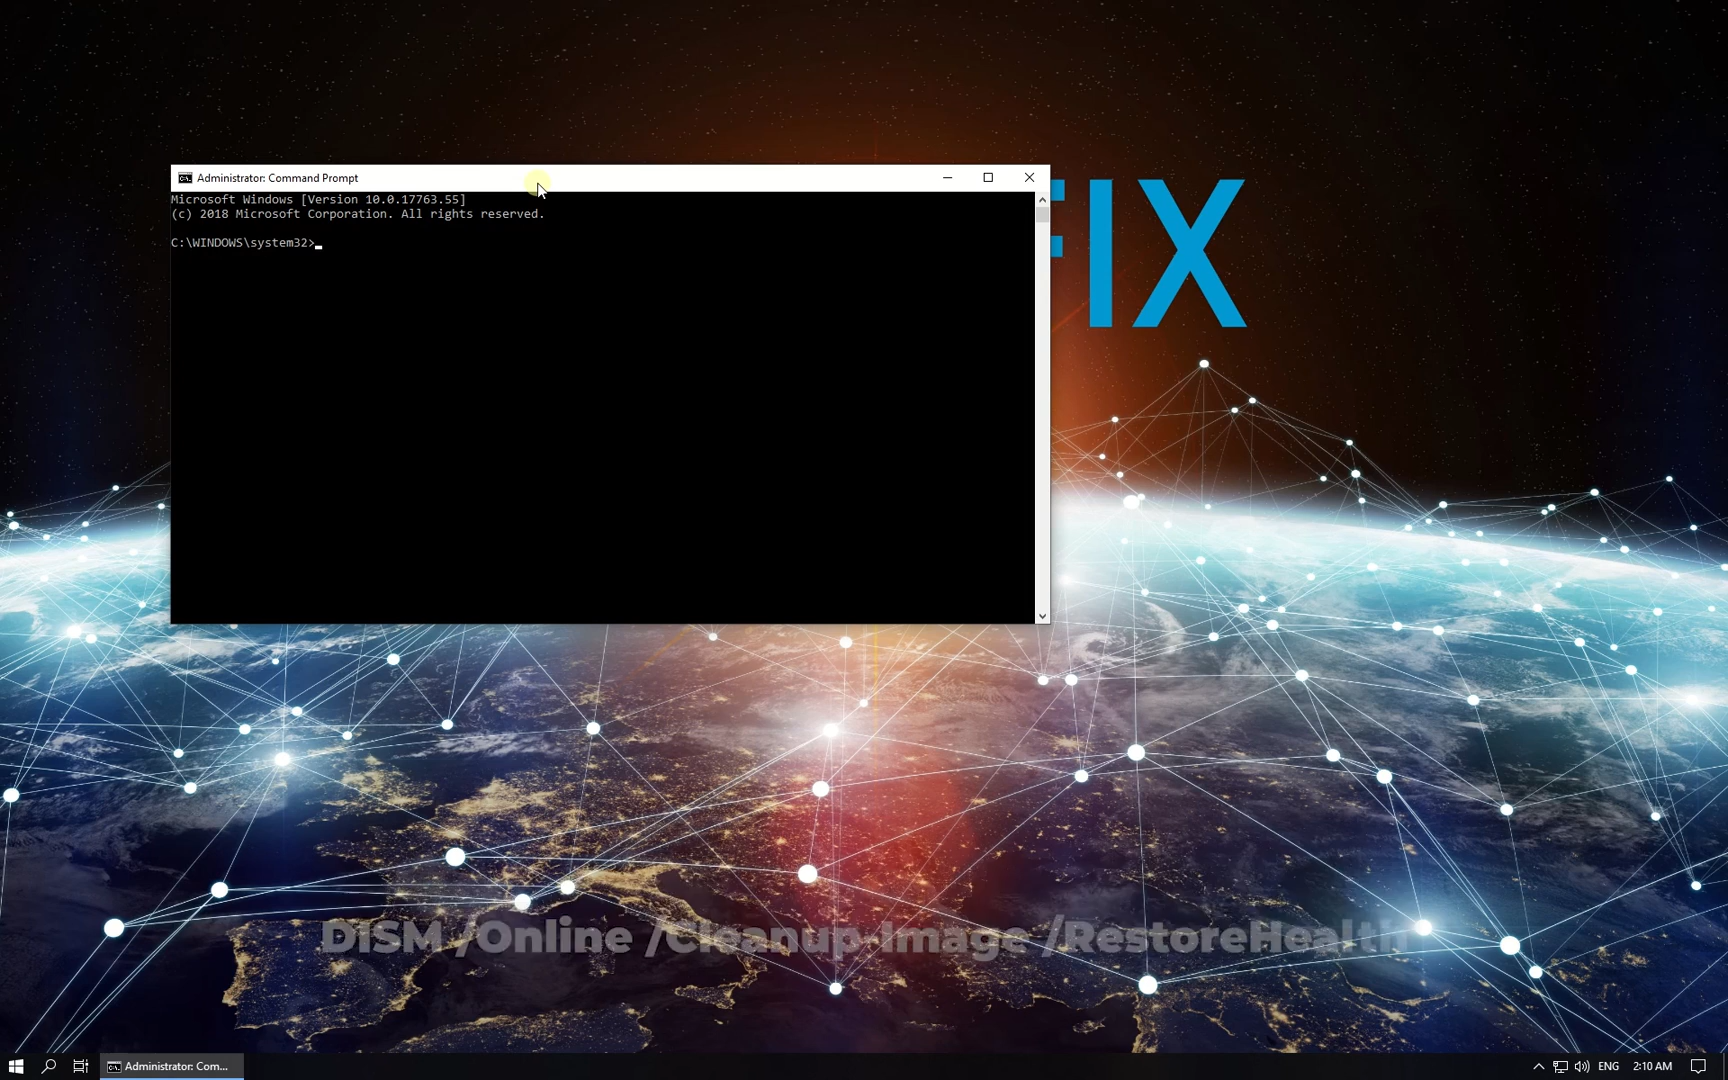 Administrator: Command Prompt
Microsoft Windows [Version 10.0.17763.55]
(c) 2018 Microsoft Corporation. All rights reserved.
C:\WINDOWS\system32>
FIX
DISM /Online /Cleanup-Image /RestoreHealth
Administrator: Com... ENG 2:10 AM